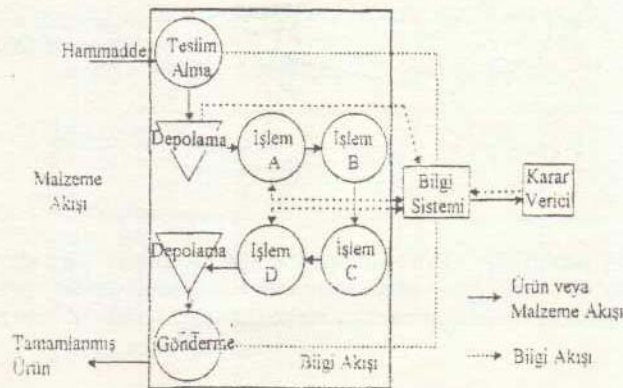 Hammadde
Teslim
Alma
Depolama
İşlem
A
İşlem
B
Malzeme
Akışı
Bilgi
Sistemi
Karar
Verici
Depolama
İşlem
D
İşlem
C
Ürün veya
Malzeme Akışı
Tamamlanmış
Ürün
Gönderme
Bilgi Akışı
Bilgi Akışı